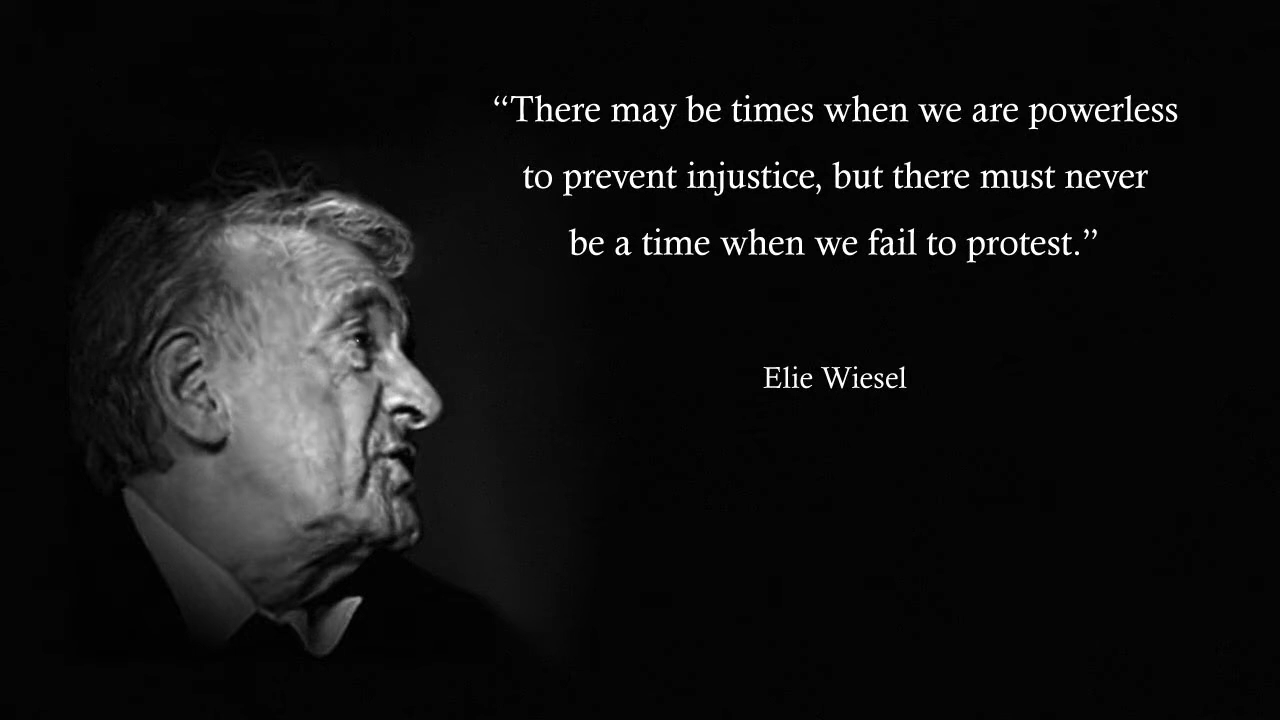 “There may be times when we are powerless
to prevent injustice, but there must never
be a time when we fail to protest.”
Elie Wiesel